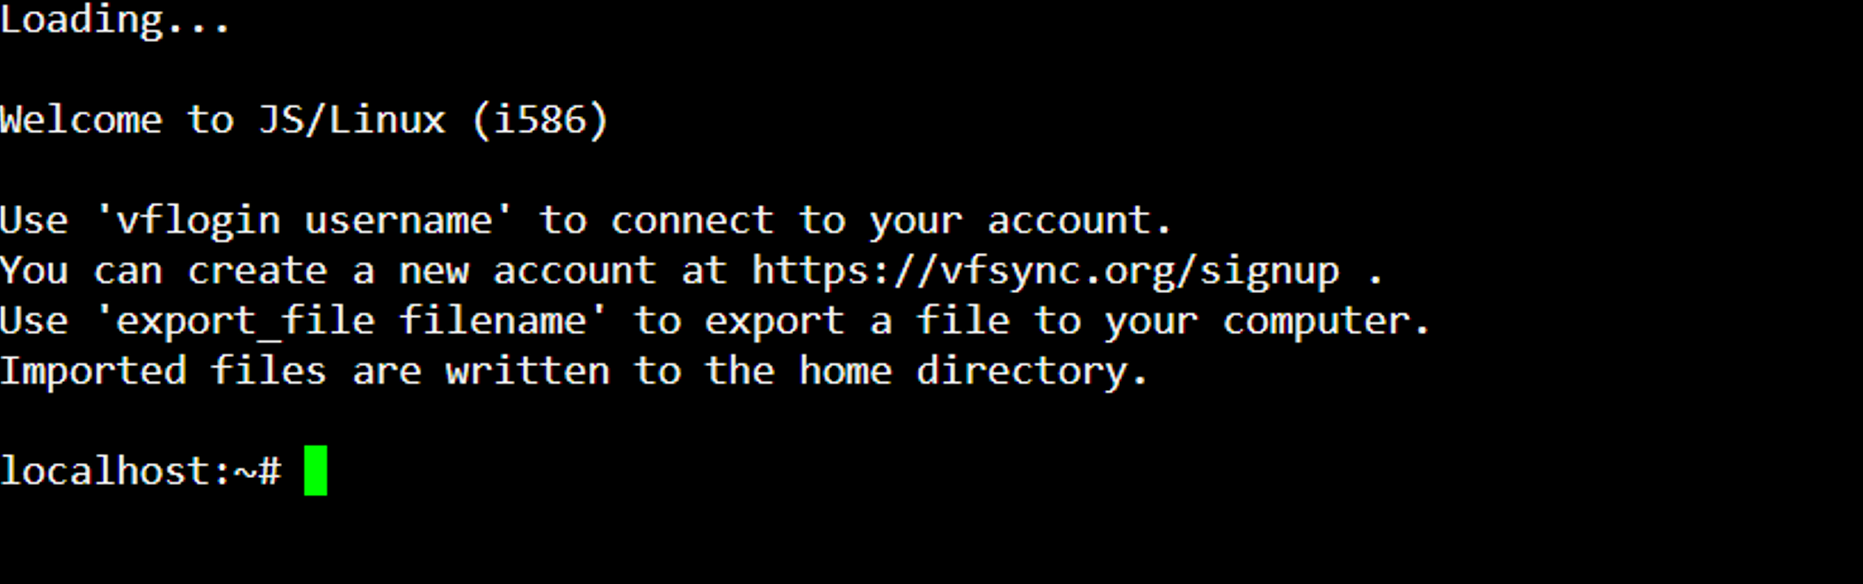 Loading...
Welcome to JS/Linux (i586)
Use 'vflogin username' to connect to your account.
You can create a new account at https://vfsync.org/signup .
Use 'export_file filename' to export a file to your computer.
Imported files are written to the home directory.
localhost:~#